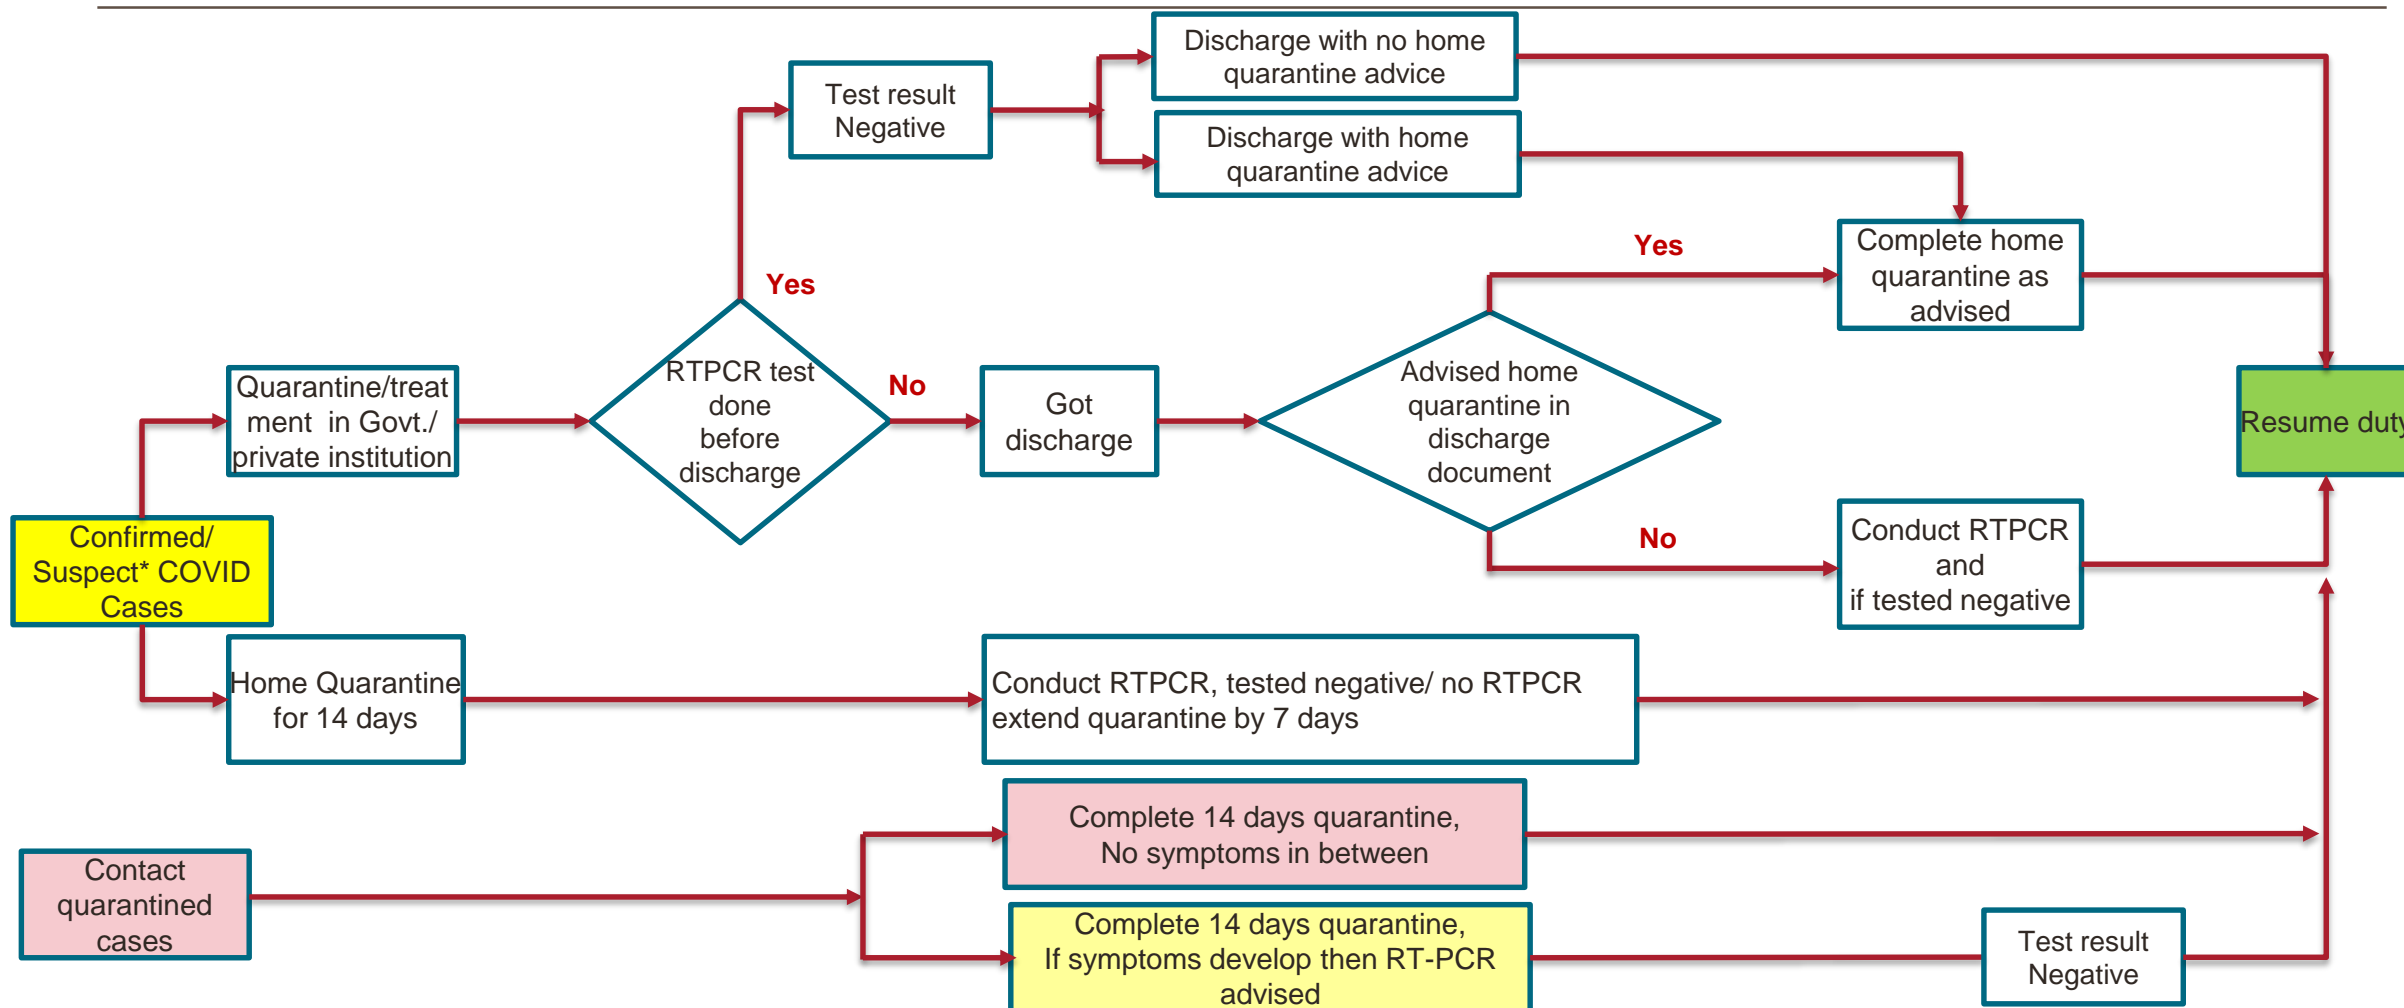 Discharge with no home
quarantine advice
Test result
Negative
Discharge with home
quarantine advice
Yes
Complete home
quarantine as
advised
Yes
Quarantine/treat
ment in Govt./
private institution
RTPCR test
done
before
discharge
No
Got
discharge
Advised home
quarantine in
discharge
document
Resume duty
Confirmed/
Suspect* COVID
Cases
No
Conduct RTPCR
and
if tested negative
Home Quarantine
for 14 days
Conduct RTPCR, tested negative/ no RTPCR
extend quarantine by 7 days
Complete 14 days quarantine,
No symptoms in between
Contact
quarantined
cases
Complete 14 days quarantine,
If symptoms develop then RT-PCR
advised
Test result
Negative